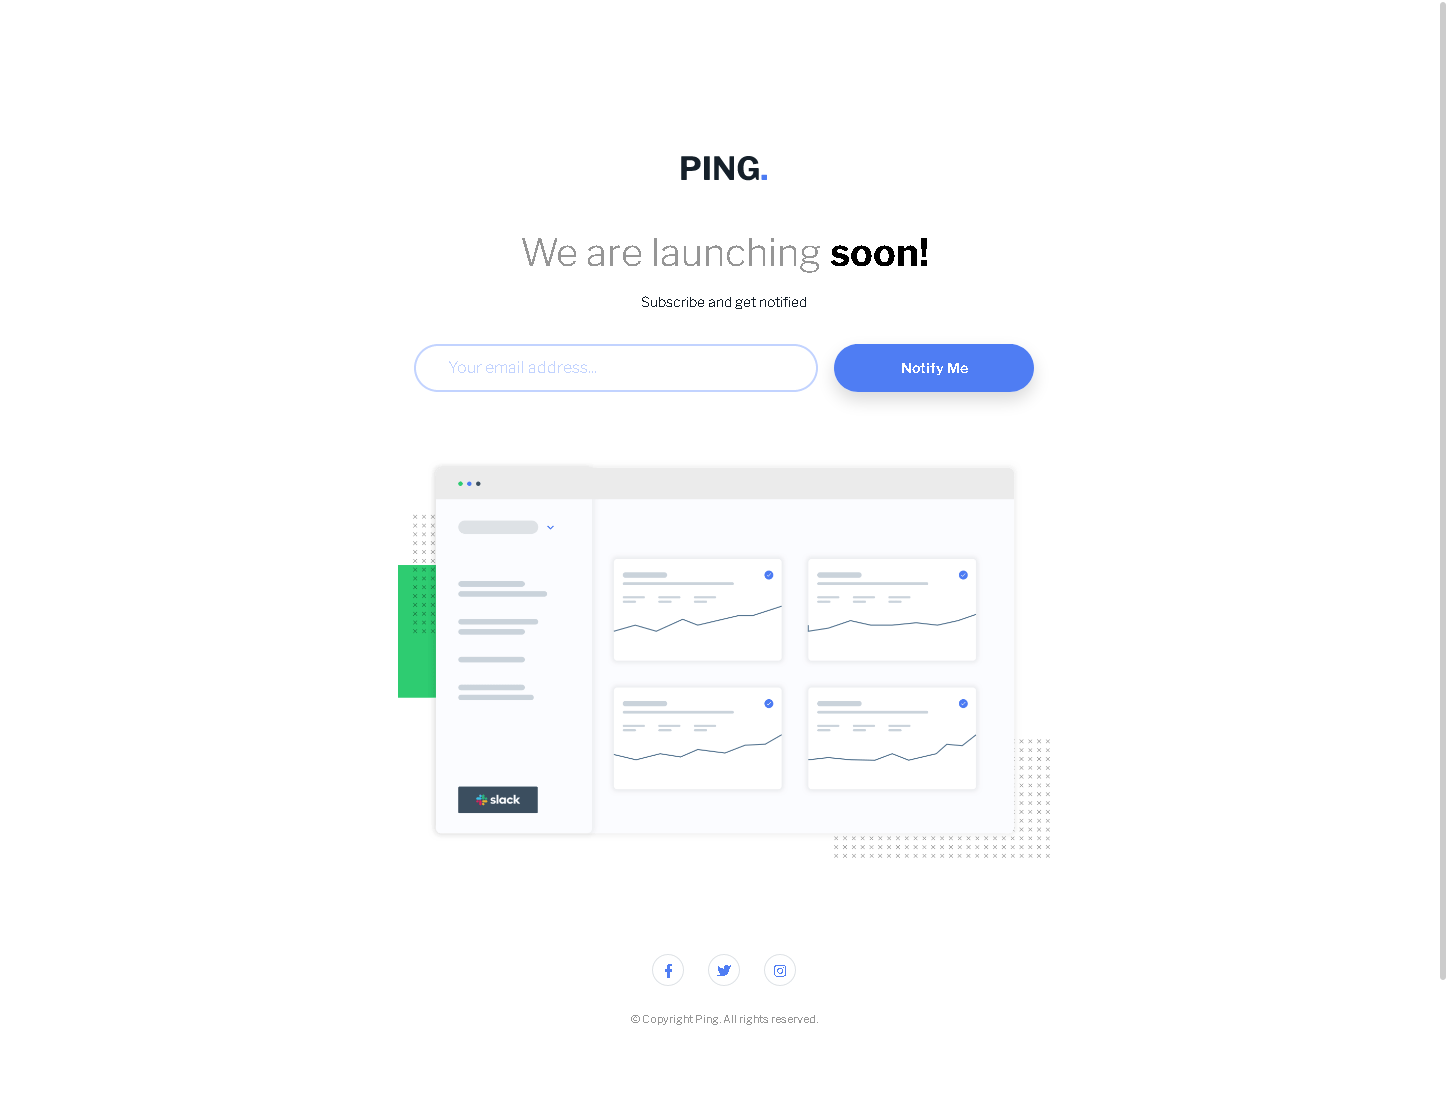 PING.
We are launching soon!
Subscribe and get notified
Your email address...
Notify Me
slack
© Copyright Ping. All rights reserved.